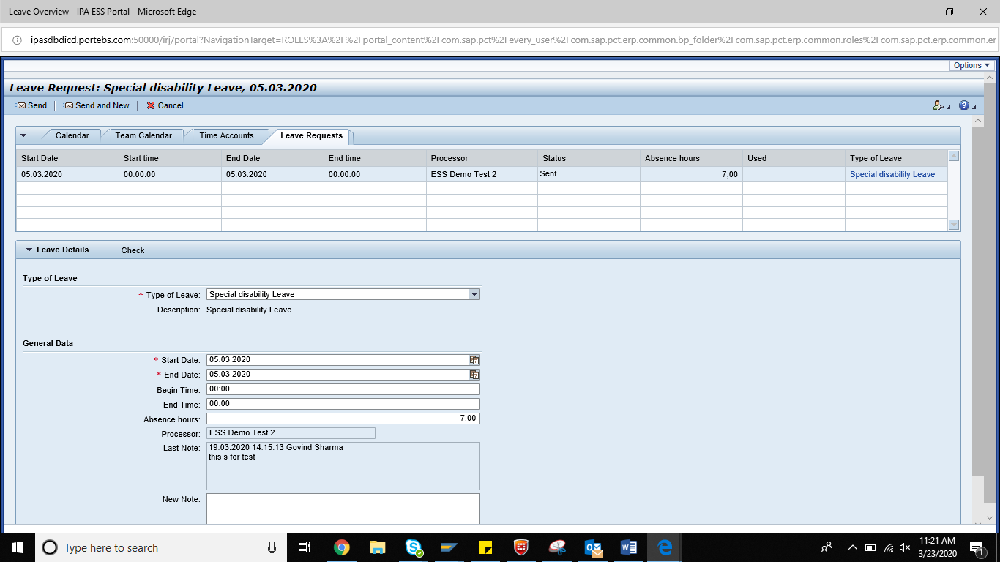 Leave Overview - IPA ESS Portal - Microsoft Edge
ipasdbdicd.portebs.com:50000/irj/portal?NavigationTarget=ROLES%3A%2F%2Fportal_content%2Fcom.sap.pct%2Fevery_user%2Fcom.sap.pct.erp.common.bp_folder%2Fcom.sap.pct.erp.common.roles%2Fcom.sap.pct.erp.common.er
Options
Leave Request: Special disability Leave, 05.03.2020
Send Send and New Cancel
Calendar Team Calendar Time Accounts Leave Requests
Start Date Start time End Date End time Processor Status Absence hours Used Type of Leave
05.03.2020 00:00:00 05.03.2020 00:00:00 ESS Demo Test 2 Sent 7,00 Special disability Leave
Leave Details Check
Type of Leave
* Type of Leave: Special disability Leave
Description: Special disability Leave
General Data
* Start Date: 05.03.2020
* End Date: 05.03.2020
Begin Time: 00:00
End Time: 00:00
Absence hours: 7,00
Processor: ESS Demo Test 2
Last Note: 19.03.2020 14:15:13 Govind Sharma
this s for test
New Note:
Type here to search
11:21 AM
3/23/2020
1